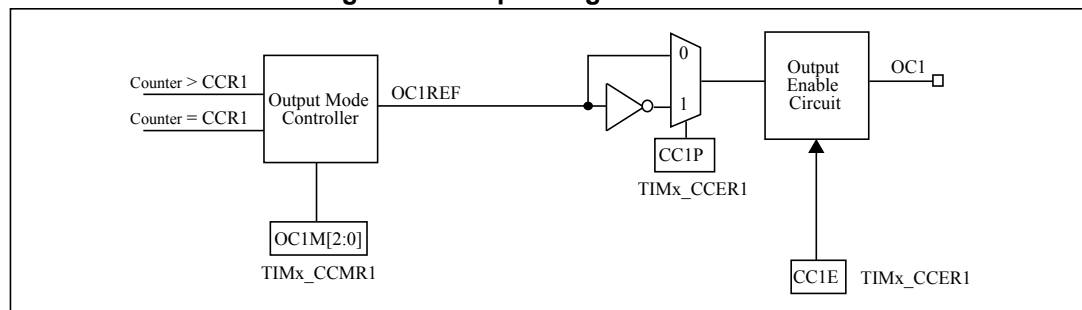 Counter > CCR1
Counter = CCR1
Output Mode
Controller
OC1REF
OC1M[2:0]
TIMx_CCMR1
0
1
CC1P
TIMx_CCER1
Output
Enable
Circuit
OC1
CC1E
TIMx_CCER1